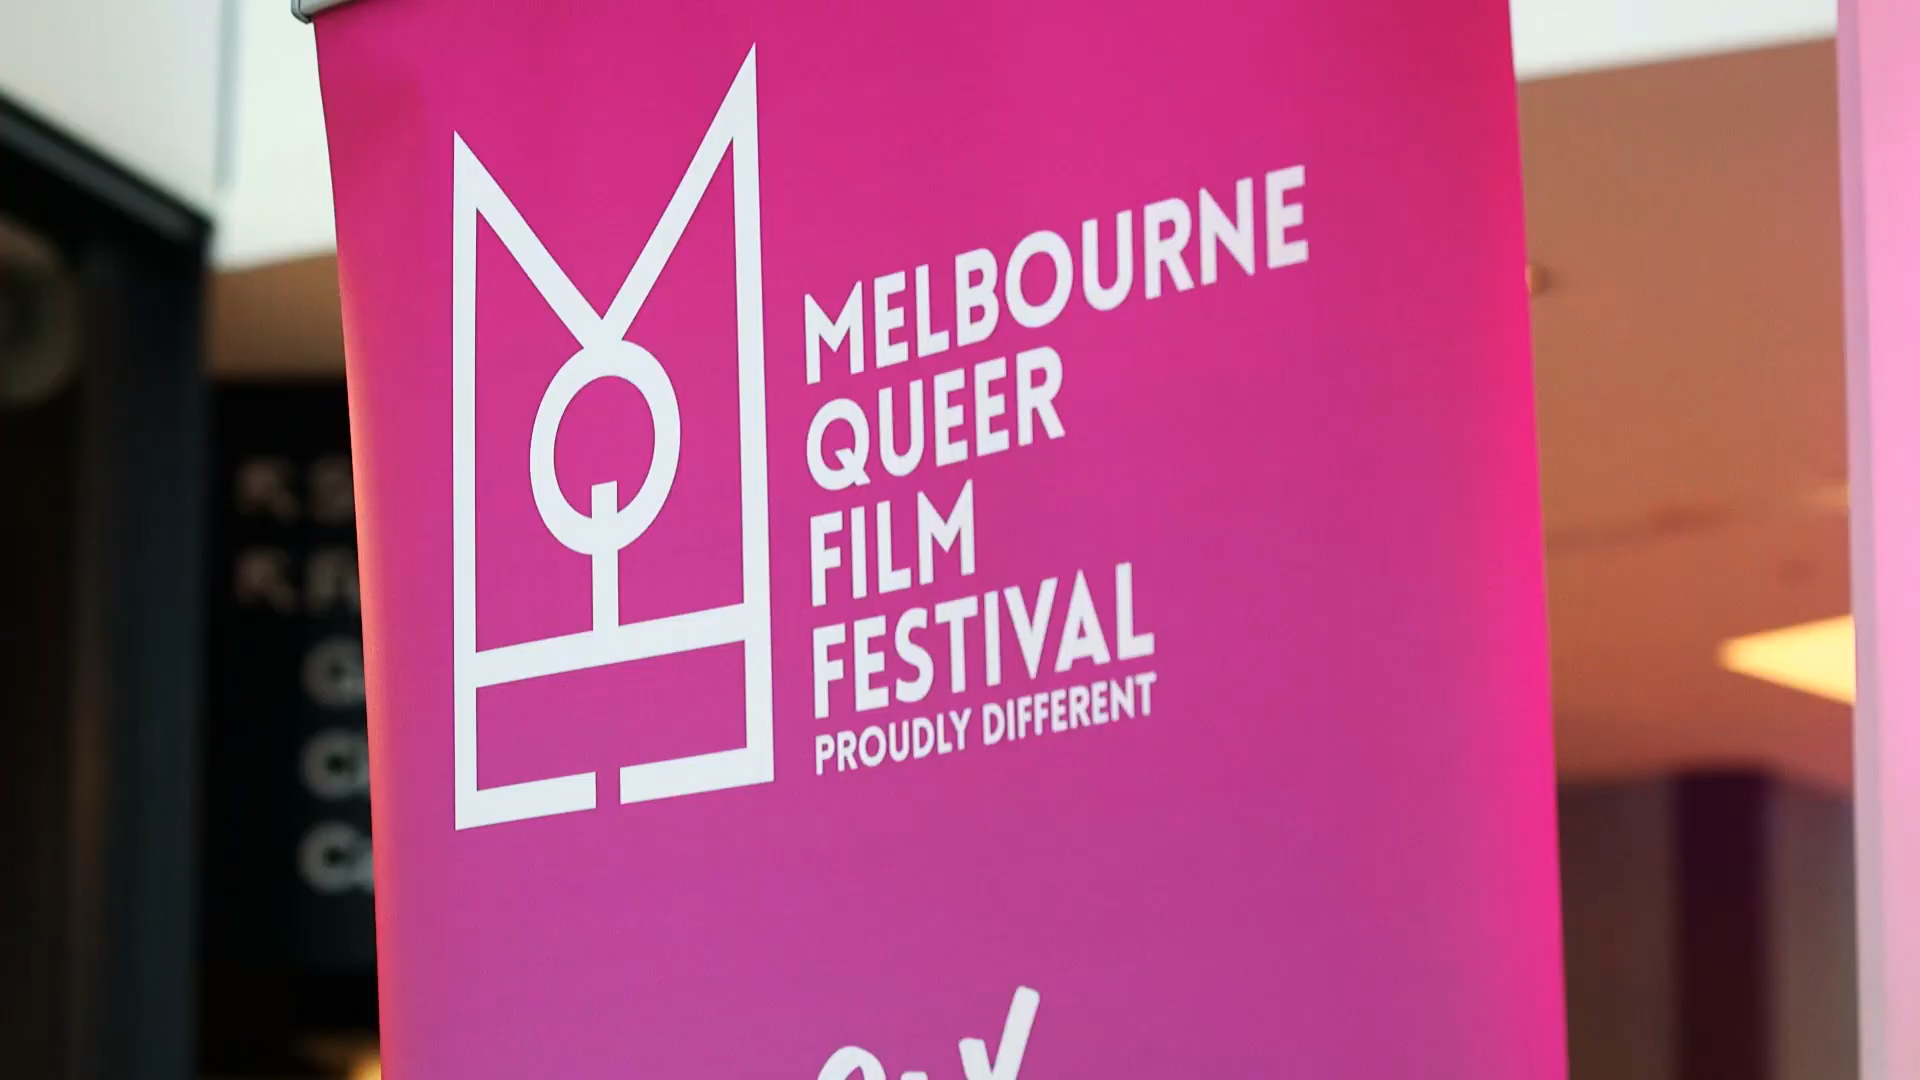 MELBOURNE
QUEER
FILM
FESTIVAL
PROUDLY DIFFERENT